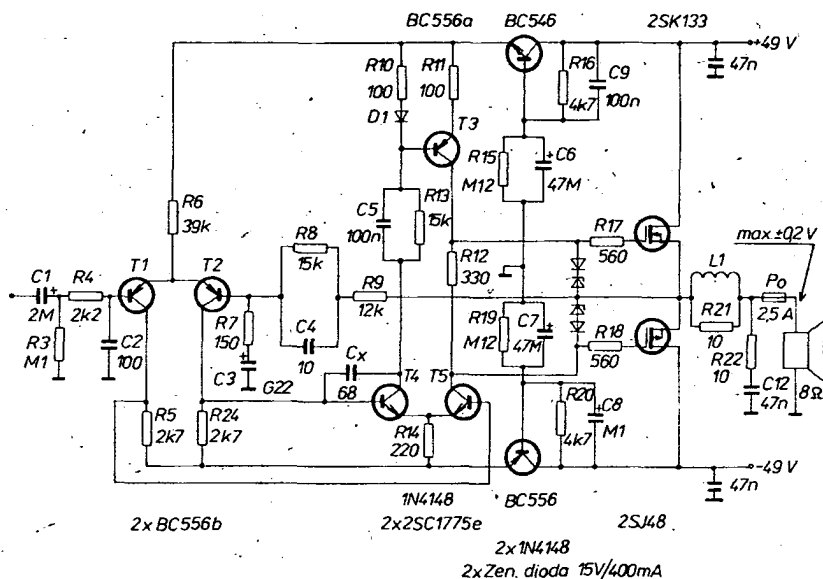 BC556a BC546 2SK133
+49 V
47n
R10
100
R11
100
D1
T3
R16
4k7
C9
100n
R15
M12
C6
+
47M
R6
39k
C5
100n
R13
15k
R8
15k
R17
560
max. ±0,2 V
C1
+
2M
R4
2k2
T1
T2
R9
12k
R12
330
L1
Po
2,5 A
R3
M1
C2
100
R7
150
C3
+
G22
C4
10
R19
M12
C7
+
47M
R18
560
R21
10
R22
10
C12
47n
8Ω
Cx
68
T4
T5
R5
2k7
R24
2k7
R14
220
R20
4k7
C8
+
M1
-49 V
47n
BC556
2x BC556b
1N4148
2x2SC1775e
2SJ48
2x1N4148
2xZen. dioda 15V/400mA